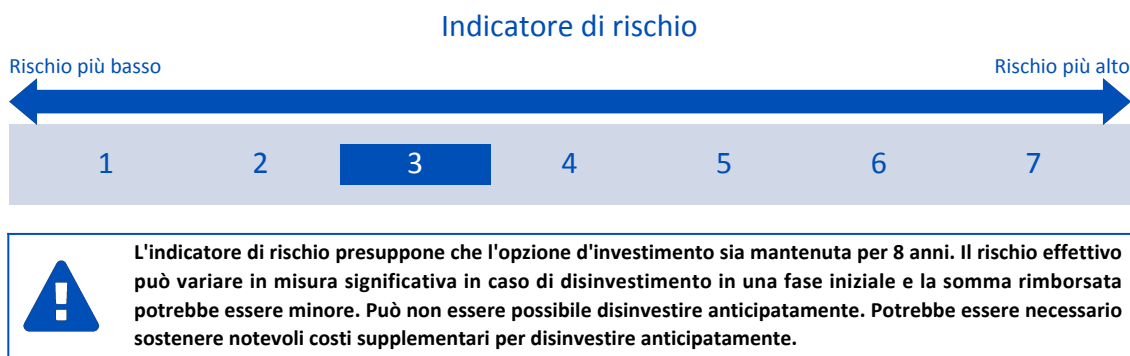 Indicatore di rischio
Rischio più basso Rischio più alto
1 2 3 4 5 6 7
L'indicatore di rischio presuppone che l'opzione d'investimento sia mantenuta per 8 anni. Il rischio effettivo
può variare in misura significativa in caso di disinvestimento in una fase iniziale e la somma rimborsata
potrebbe essere minore. Può non essere possibile disinvestire anticipatamente. Potrebbe essere necessario
sostenere notevoli costi supplementari per disinvestire anticipatamente.